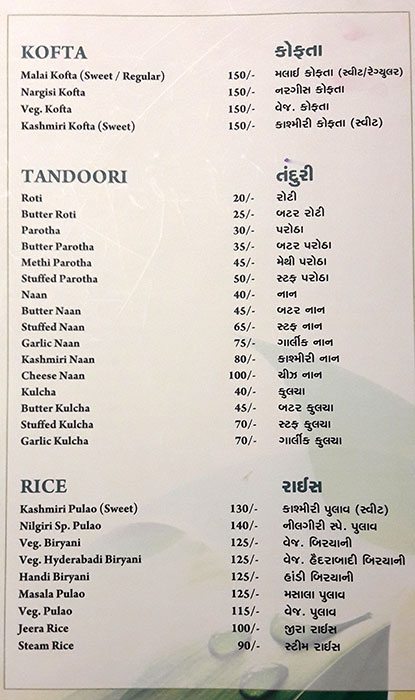 KOFTA કોફતા
Malai Kofta (Sweet / Regular) 150/- મલાઈ કોફતા (સ્વીટ/રેગ્યુલર)
Nargisi Kofta 150/- નરગીસ કોફતા
Veg. Kofta 150/- વેજ. કોફતા
Kashmiri Kofta (Sweet) 150/- કાશ્મીરી કોફતા (સ્વીટ)
TANDOORI તંદુરી
Roti 20/- રોટી
Butter Roti 25/- બટર રોટી
Parotha 30/- પરોઠા
Butter Parotha 35/- બટર પરોઠા
Methi Parotha 45/- મેથી પરોઠા
Stuffed Parotha 50/- સ્ટફ પરોઠા
Naan 40/- નાન
Butter Naan 45/- બટર નાન
Stuffed Naan 65/- સ્ટફ નાન
Garlic Naan 75/- ગાર્લીક નાન
Kashmiri Naan 80/- કાશ્મીરી નાન
Cheese Naan 100/- ચીઝ નાન
Kulcha 40/- કુલચા
Butter Kulcha 45/- બટર કુલચા
Stuffed Kulcha 70/- સ્ટફ કુલચા
Garlic Kulcha 70/- ગાર્લીક કુલચા
RICE રાઈસ
Kashmiri Pulao (Sweet) 130/- કાશ્મીરી પુલાવ (સ્વીટ)
Nilgiri Sp. Pulao 140/- નીલગીરી સ્પે. પુલાવ
Veg. Biryani 125/- વેજ. બિરયાની
Veg. Hyderabadi Biryani 125/- વેજ. હૈદરાબાદી બિરયાની
Handi Biryani 125/- હાંડી બિરયાની
Masala Pulao 125/- મસાલા પુલાવ
Veg. Pulao 115/- વેજ. પુલાવ
Jeera Rice 100/- જીરા રાઈસ
Steam Rice 90/- સ્ટીમ રાઈસ